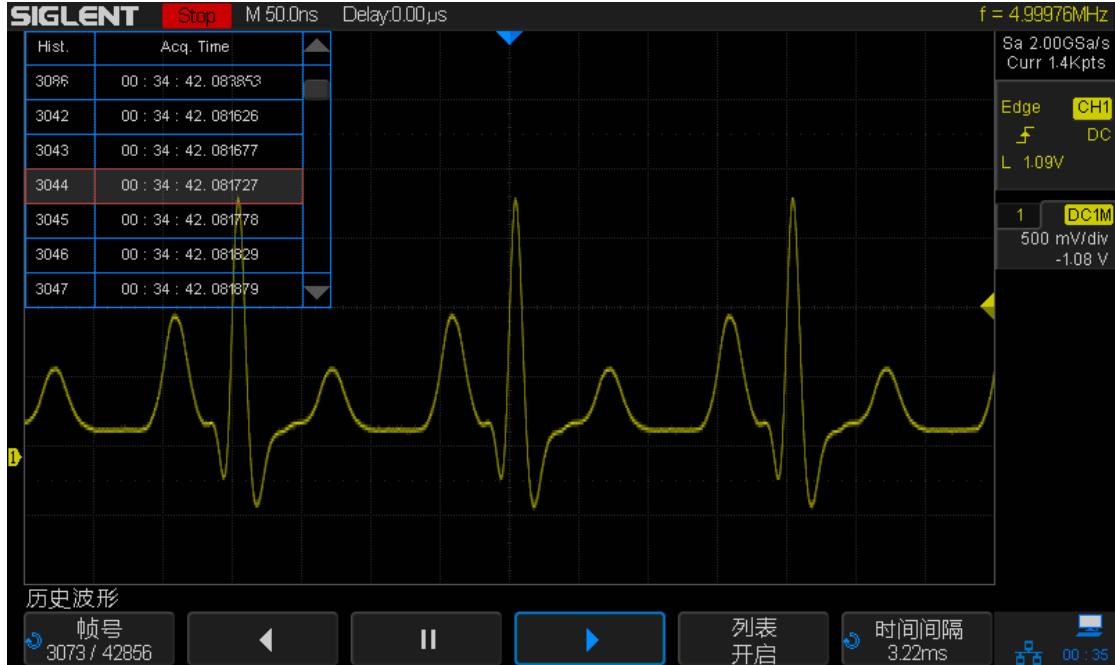 SIGLENT Stop M 50.0ns Delay:0.00µs f = 4.99976MHz
Sa 2.00GSa/s
Curr 1.4Kpts
Edge CH1
DC
L 1.09V
1 DC1M
500 mV/div
-1.08 V
Hist. Acq. Time
00 : 34 : 42.
3042 00 : 34 : 42. 081626
3043 00 : 34 : 42. 081677
3044 00 : 34 : 42. 081727
3045 00 : 34 : 42. 081778
3046 00 : 34 : 42. 081829
3047 00 : 34 : 42. 081879
1
历史波形
帧号
3073 / 42856
列表
开启
时间间隔
3.22ms
00 : 35